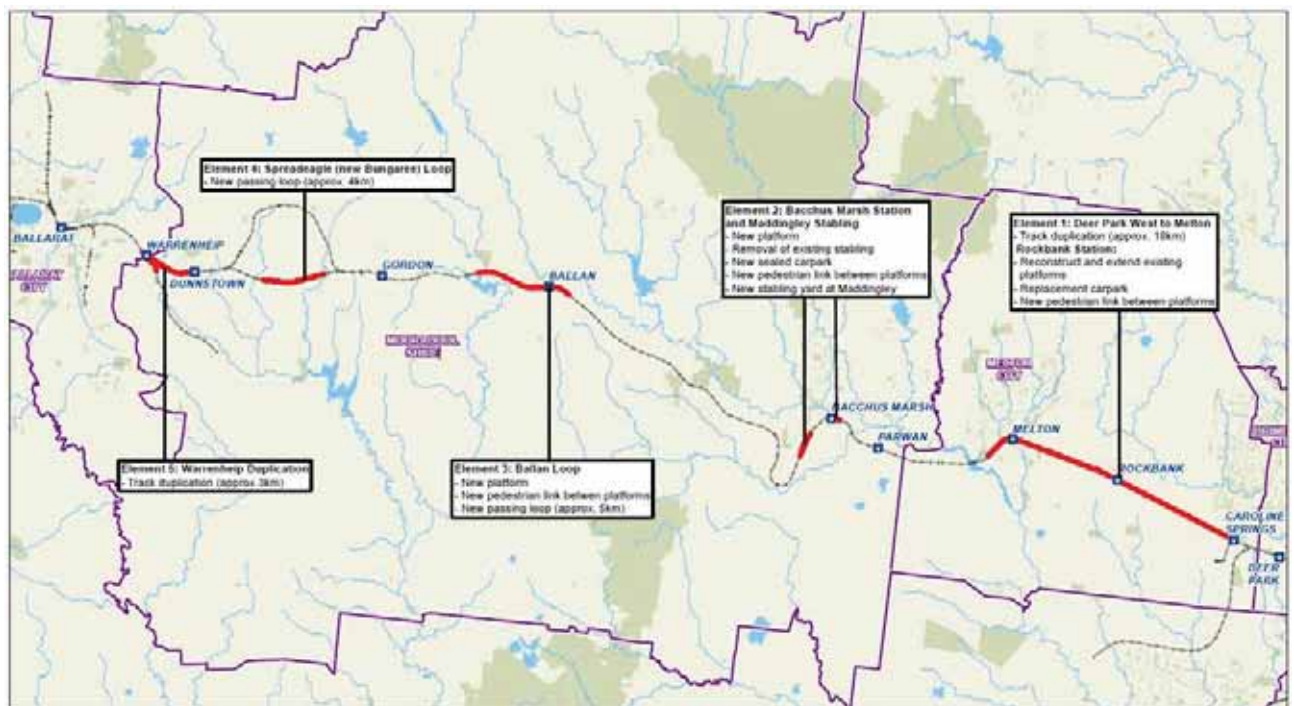 Element 4: Spreadeagle (new Bungaree) Loop
- New passing loop (approx. 4km)
Element 2: Bacchus Marsh Station
and Maddingley Stabling
- New platform
- Removal of existing stabling
- New sealed carpark
- New pedestrian link between platforms
- New stabling yard at Maddingley
Element 1: Deer Park West to Melton
- Track duplication (approx. 18km)
Rockbank Station:
- Reconstruct and extend existing
platforms
- Replacement carpark
- New pedestrian link between platforms
BALLARAT
WARRENHEIP
DUNNSTOWN
GORDON
BALLAN
CITY
SHIRE
MELTON
CITY
BACCHUS MARSH
PARWAN
MELTON
ROCKBANK
CAROLINE
SPRINGS
DEER
PARK
Element 5: Warrenheip Duplication
- Track duplication (approx 3km)
Element 3: Ballan Loop
- New platform
- New pedestrian link between platforms
- New passing loop (approx. 5km)